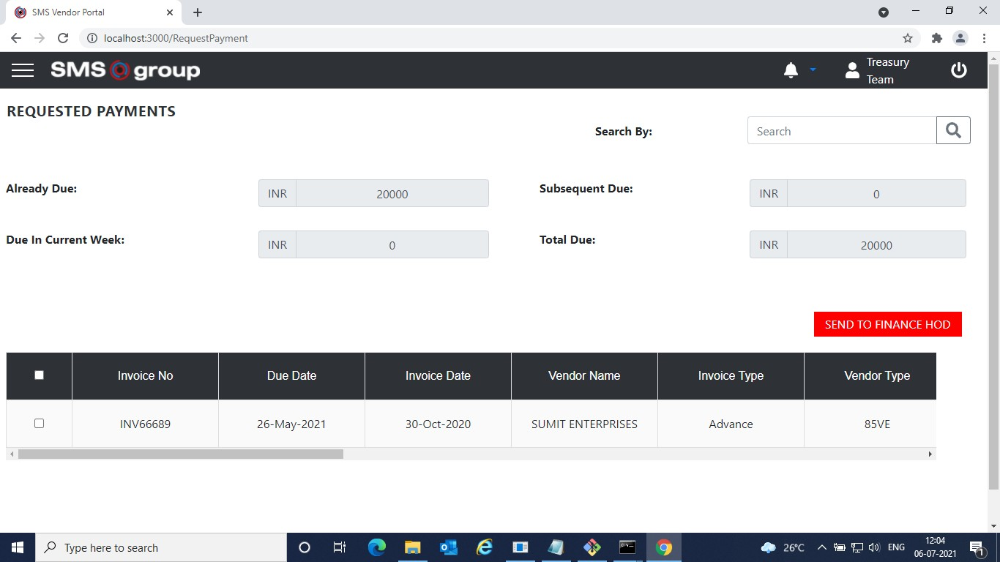 SMS Vendor Portal
localhost:3000/RequestPayment
SMS group
Treasury
Team
REQUESTED PAYMENTS
Search By:
Search
Already Due:
INR
20000
Subsequent Due:
INR
0
Due In Current Week:
INR
0
Total Due:
INR
20000
SEND TO FINANCE HOD
Invoice No
Due Date
Invoice Date
Vendor Name
Invoice Type
Vendor Type
INV66689
26-May-2021
30-Oct-2020
SUMIT ENTERPRISES
Advance
85VE
Type here to search
26°C
ENG
12:04
06-07-2021
1